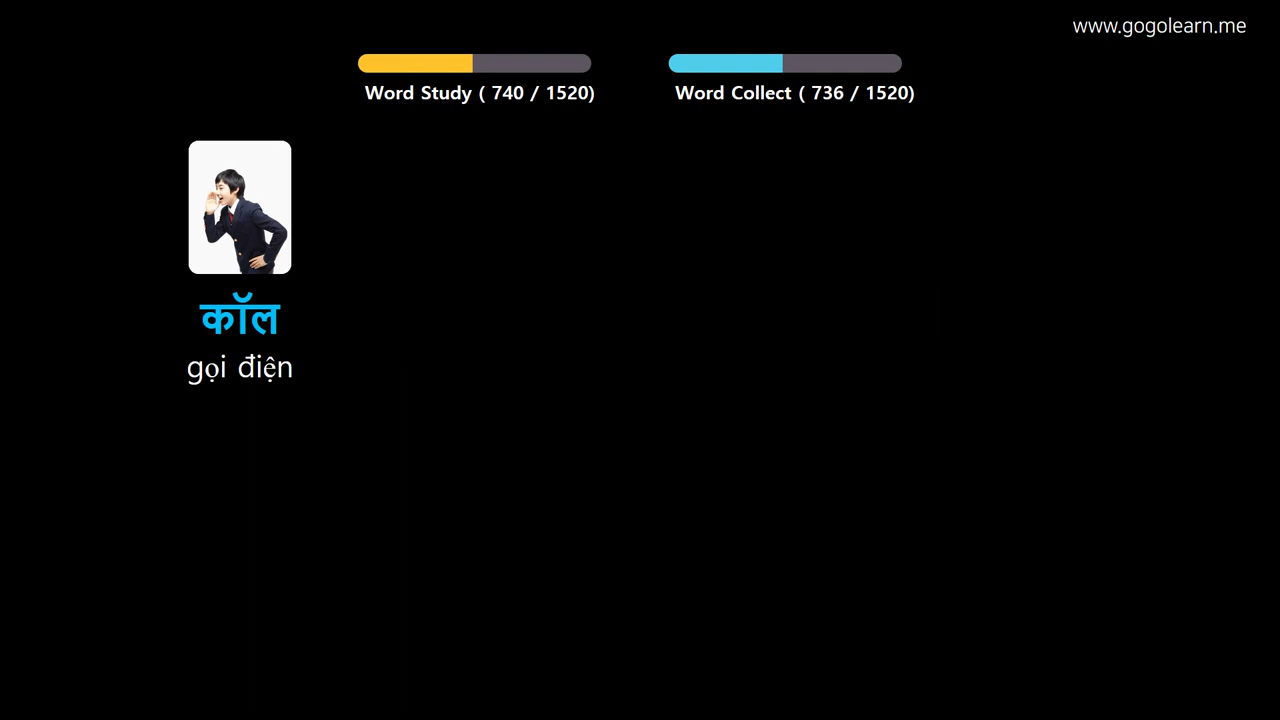 www.gogolearn.me
Word Study ( 740 / 1520)
Word Collect ( 736 / 1520)
कॉल
gọi điện